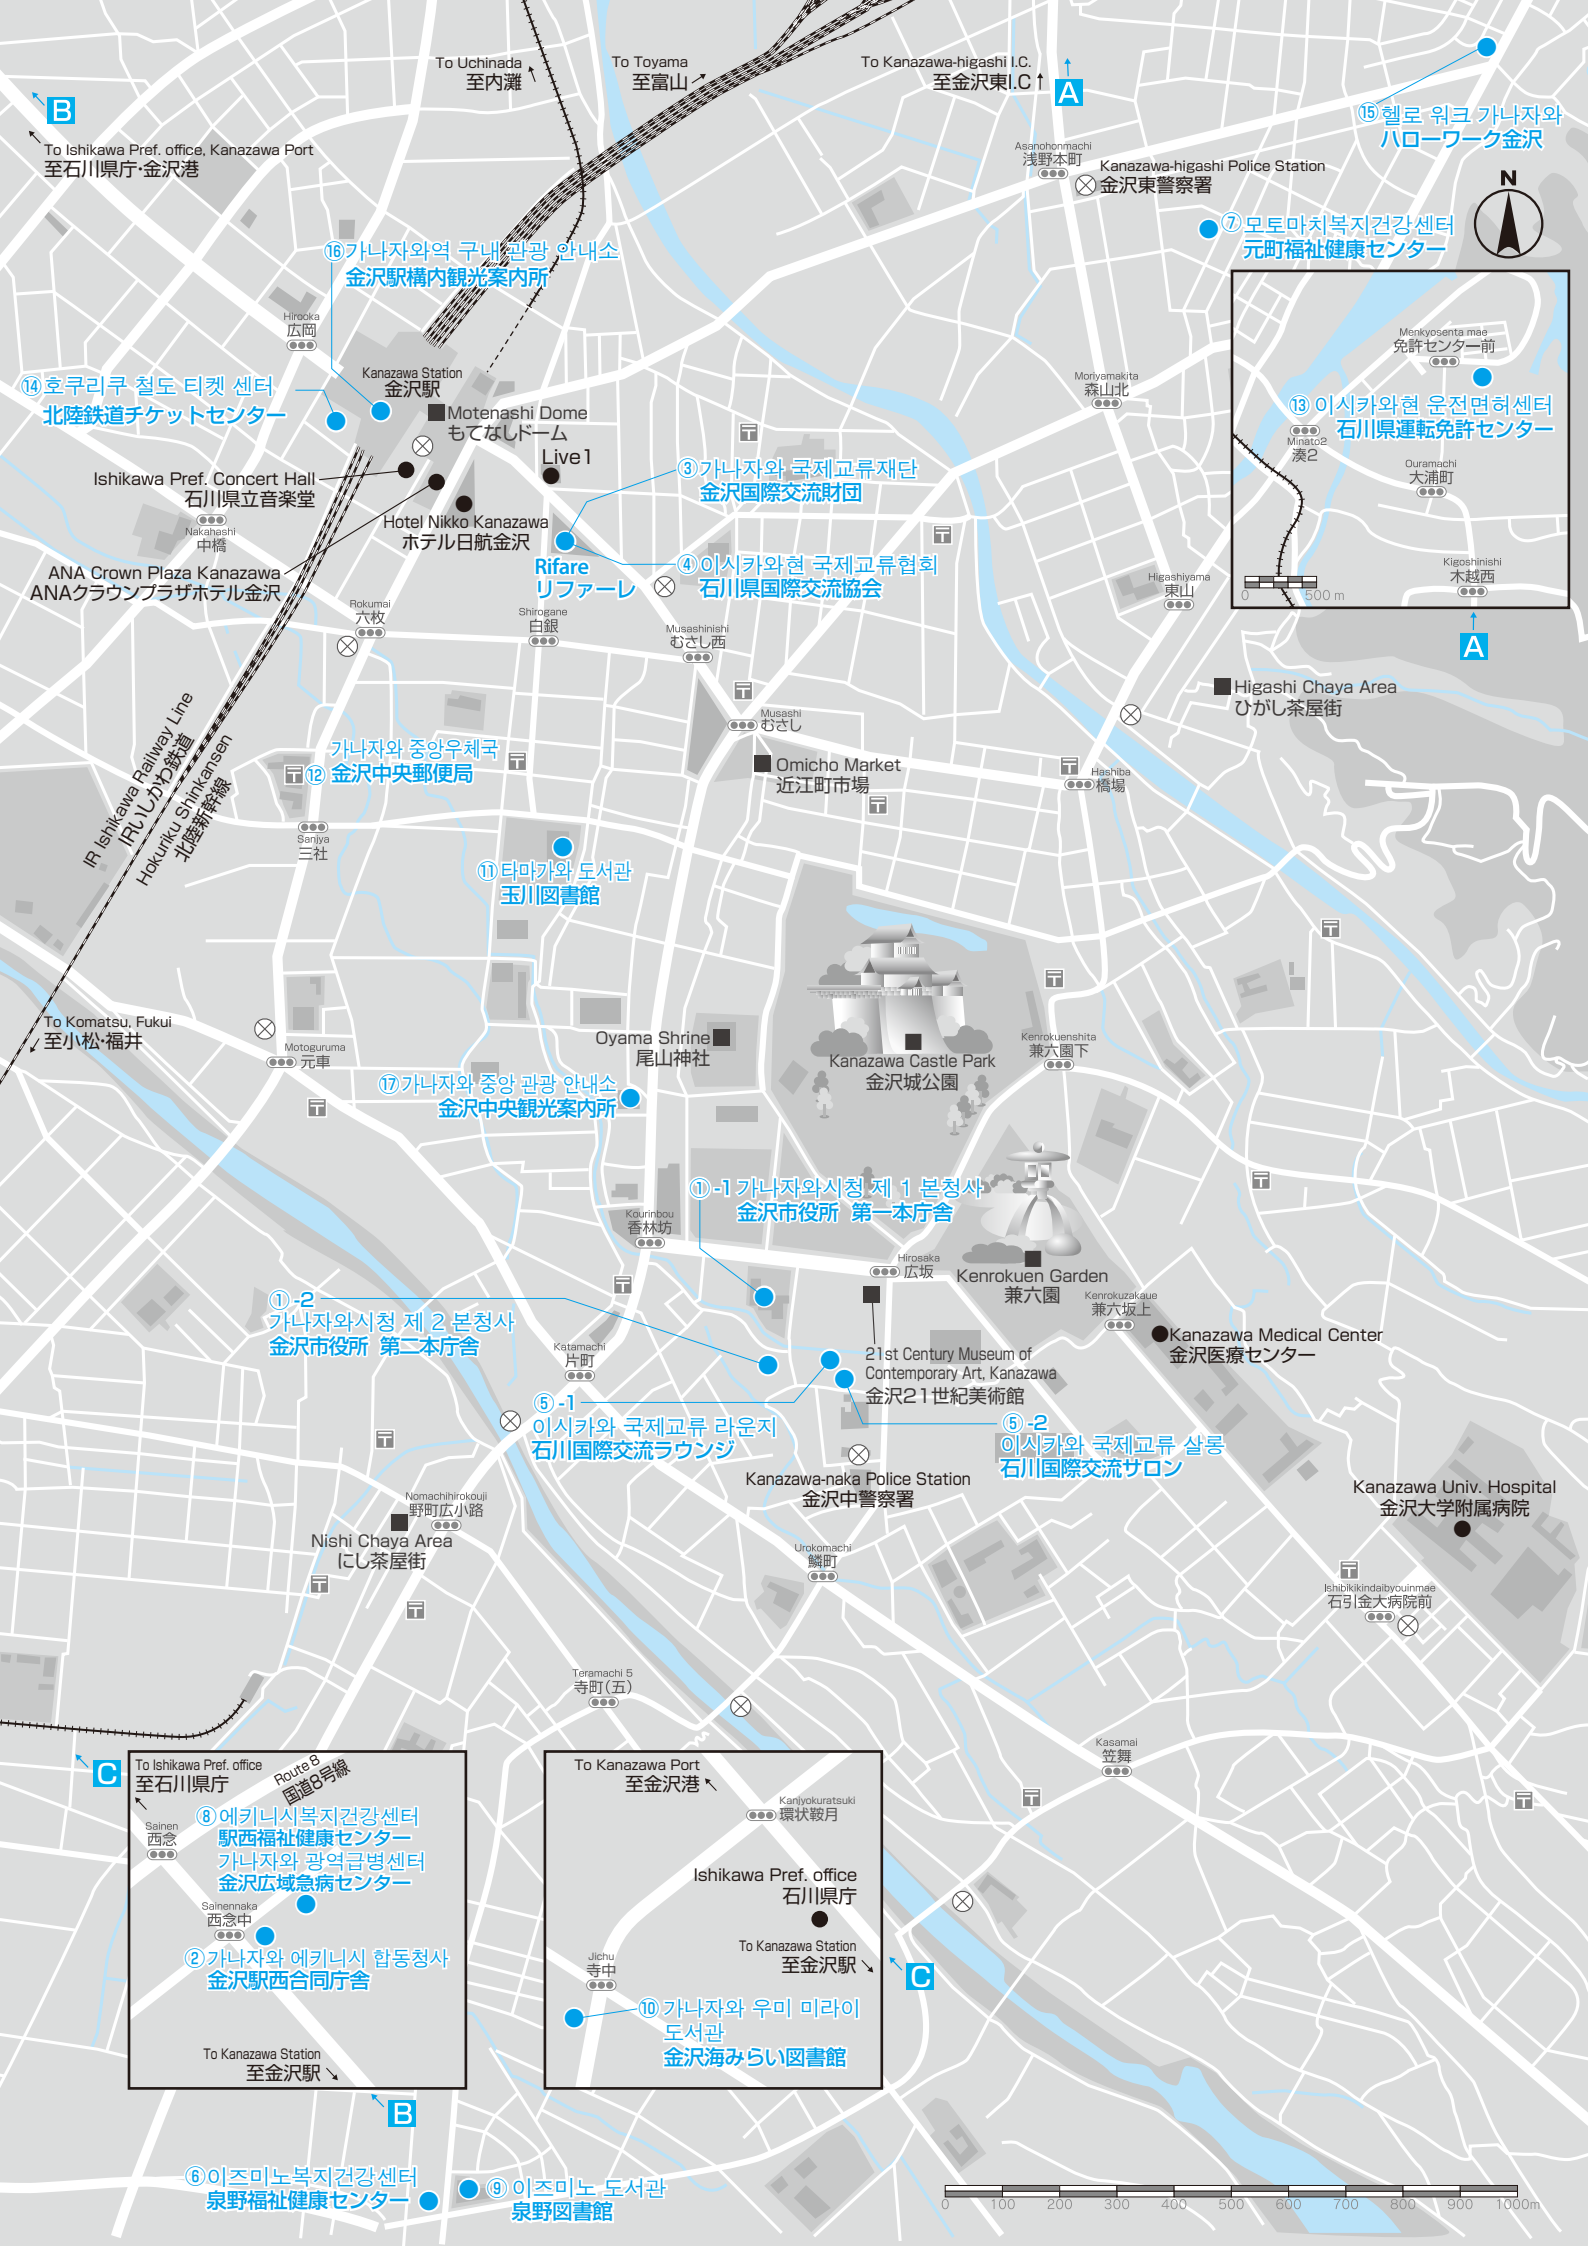 To Uchinada
至内灘
To Toyama
至富山
To Kanazawa-higashi I.C.
至金沢東I.C
A
B
To Ishikawa Pref. office, Kanazawa Port
至石川県庁・金沢港
⑮ 헬로 워크 가나자와
ハローワーク金沢
Asanohonmachi
浅野本町
Kanazawa-higashi Police Station
金沢東警察署
N
⑦ 모토마치복지건강센터
元町福祉健康センター
⑯ 가나자와역 구내 관광 안내소
金沢駅構内観光案内所
Hirooka
広岡
Menkyosenta mae
免許センター前
⑬ 이시카와현 운전면허센터
石川県運転免許センター
Minato2
湊2
Ouramachi
大浦町
Kigoshinishi
木越西
0 500 m
A
Kanazawa Station
金沢駅
⑭ 호쿠리쿠 철도 티켓 센터
北陸鉄道チケットセンター
Motenashi Dome
もてなしドーム
Moriyamakita
森山北
Live1
Ishikawa Pref. Concert Hall
石川県立音楽堂
③ 가나자와 국제교류재단
金沢国際交流財団
Hotel Nikko Kanazawa
ホテル日航金沢
Nakahashi
中橋
Rifare
リファーレ
④ 이시카와현 국제교류협회
石川県国際交流協会
ANA Crown Plaza Kanazawa
ANAクラウンプラザホテル金沢
Higashiyama
東山
Rokumai
六枚
Shirogane
白銀
Musashinishi
むさし西
Higashi Chaya Area
ひがし茶屋街
Musashi
むさし
IR Ishikawa Railway Line
IRいしかわ鉄道
Hokuriku Shinkansen
北陸新幹線
가나자와 중앙우체국
⑫ 金沢中央郵便局
Omicho Market
近江町市場
Hashiba
橋場
Sanjya
三社
⑪ 타마가와 도서관
玉川図書館
To Komatsu, Fukui
至小松・福井
Motoguruma
元車
Oyama Shrine
尾山神社
Kanazawa Castle Park
金沢城公園
Kenrokuenshita
兼六園下
⑰ 가나자와 중앙 관광 안내소
金沢中央観光案内所
①-1 가나자와시청 제 1 본청사
金沢市役所 第一本庁舎
Kourinbou
香林坊
Hirosaka
広坂
Kenrokuen Garden
兼六園
Kenrokuzakaue
兼六坂上
①-2
가나자와시청 제 2 본청사
金沢市役所 第二本庁舎
Kanazawa Medical Center
金沢医療センター
Katamachi
片町
21st Century Museum of
Contemporary Art, Kanazawa
金沢21世紀美術館
⑤-1
이시카와 국제교류 라운지
石川国際交流ラウンジ
⑤-2
이시카와 국제교류 살롱
石川国際交流サロン
Kanazawa-naka Police Station
金沢中警察署
Kanazawa Univ. Hospital
金沢大学附属病院
Nomachihirokouji
野町広小路
Nishi Chaya Area
にし茶屋街
Urokomachi
鱗町
Ishibikikindaibyouinmae
石引金大病院前
Teramachi 5
寺町(五)
Kasamai
笠舞
C
To Ishikawa Pref. office
至石川県庁
Route 8
国道8号線
⑧ 에키니시복지건강센터
駅西福祉健康センター
가나자와 광역급병센터
金沢広域急病センター
Sainen
西念
Sainennaka
西念中
② 가나자와 에키니시 합동청사
金沢駅西合同庁舎
To Kanazawa Station
至金沢駅
B
To Kanazawa Port
至金沢港
Kanjyokuratsuki
環状鞍月
Ishikawa Pref. office
石川県庁
To Kanazawa Station
至金沢駅
C
Jichu
寺中
⑩ 가나자와 우미 미라이
도서관
金沢海みらい図書館
⑥ 이즈미노복지건강센터
泉野福祉健康センター
⑨ 이즈미노 도서관
泉野図書館
0 100 200 300 400 500 600 700 800 900 1000m